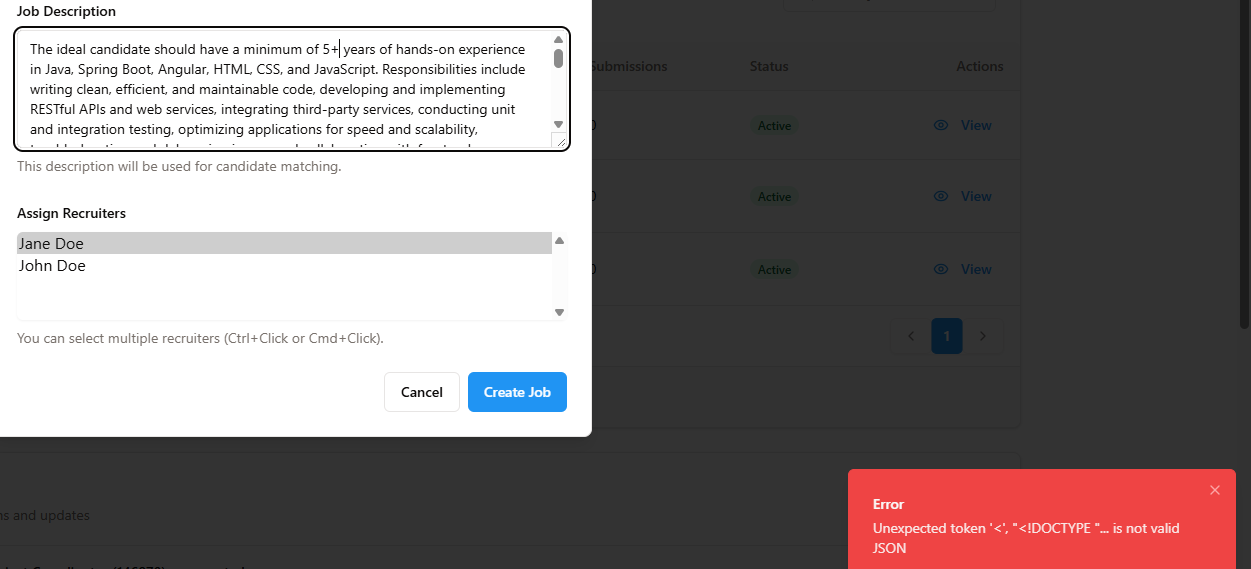 Job Description
The ideal candidate should have a minimum of 5+ years of hands-on experience
in Java, Spring Boot, Angular, HTML, CSS, and JavaScript. Responsibilities include
writing clean, efficient, and maintainable code, developing and implementing
RESTful APIs and web services, integrating third-party services, conducting unit
and integration testing, optimizing applications for speed and scalability,
This description will be used for candidate matching.
Assign Recruiters
Jane Doe
John Doe
You can select multiple recruiters (Ctrl+Click or Cmd+Click).
Cancel
Create Job
Submissions
Status
Actions
0
Active
View
0
Active
View
0
Active
View
1
and updates
Error
Unexpected token '<', "<!DOCTYPE "... is not valid
JSON